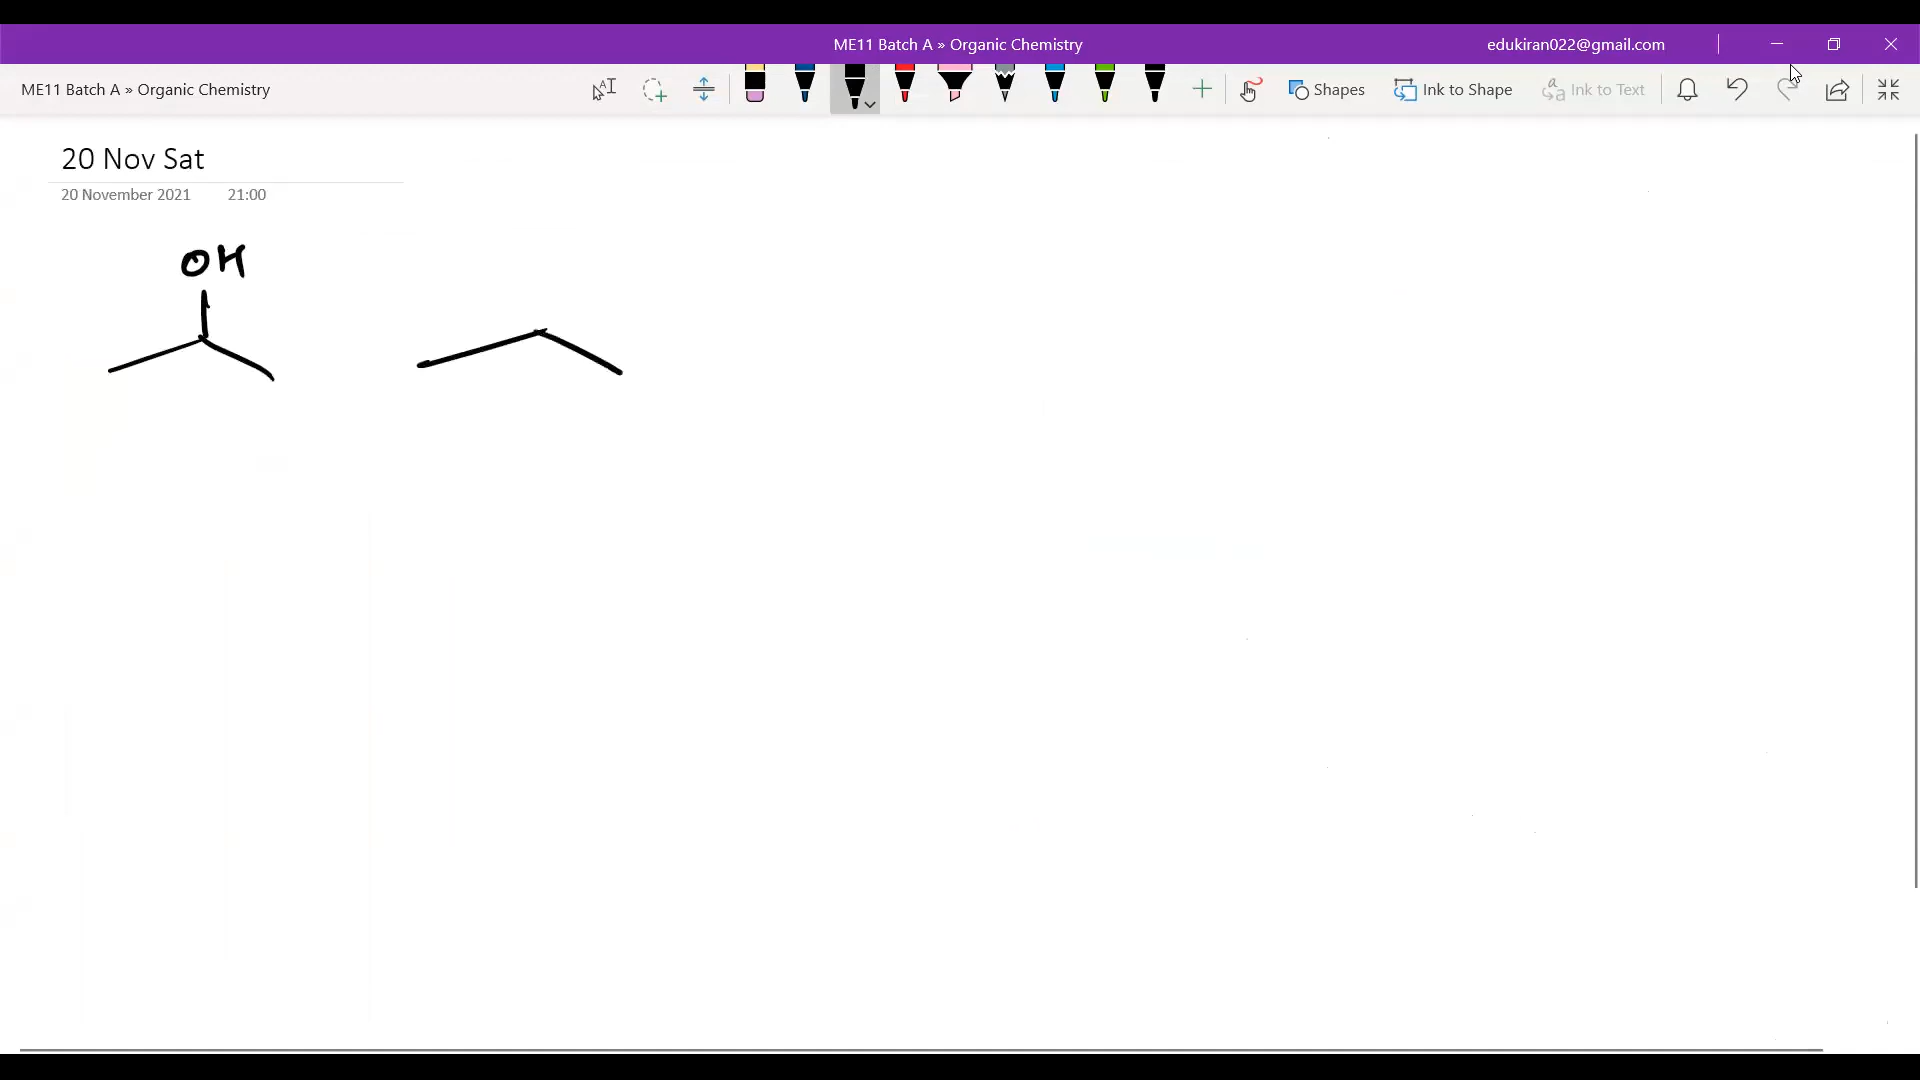 ME11 Batch A » Organic Chemistry
edukiran022@gmail.com
ME11 Batch A » Organic Chemistry
Shapes
Ink to Shape
Ink to Text
20 Nov Sat
20 November 2021 21:00
OH